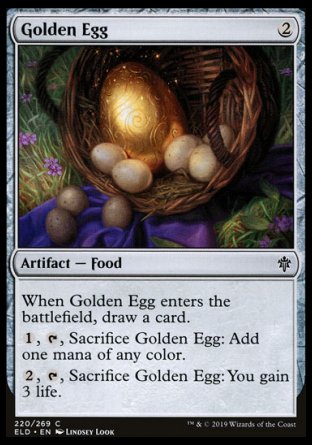 Golden Egg 2
Artifact — Food
When Golden Egg enters the
battlefield, draw a card.
1, T, Sacrifice Golden Egg: Add
one mana of any color.
2, T, Sacrifice Golden Egg: You gain
3 life.
220/269 C
ELD • EN Lindsey Look
™ & © 2019 Wizards of the Coast